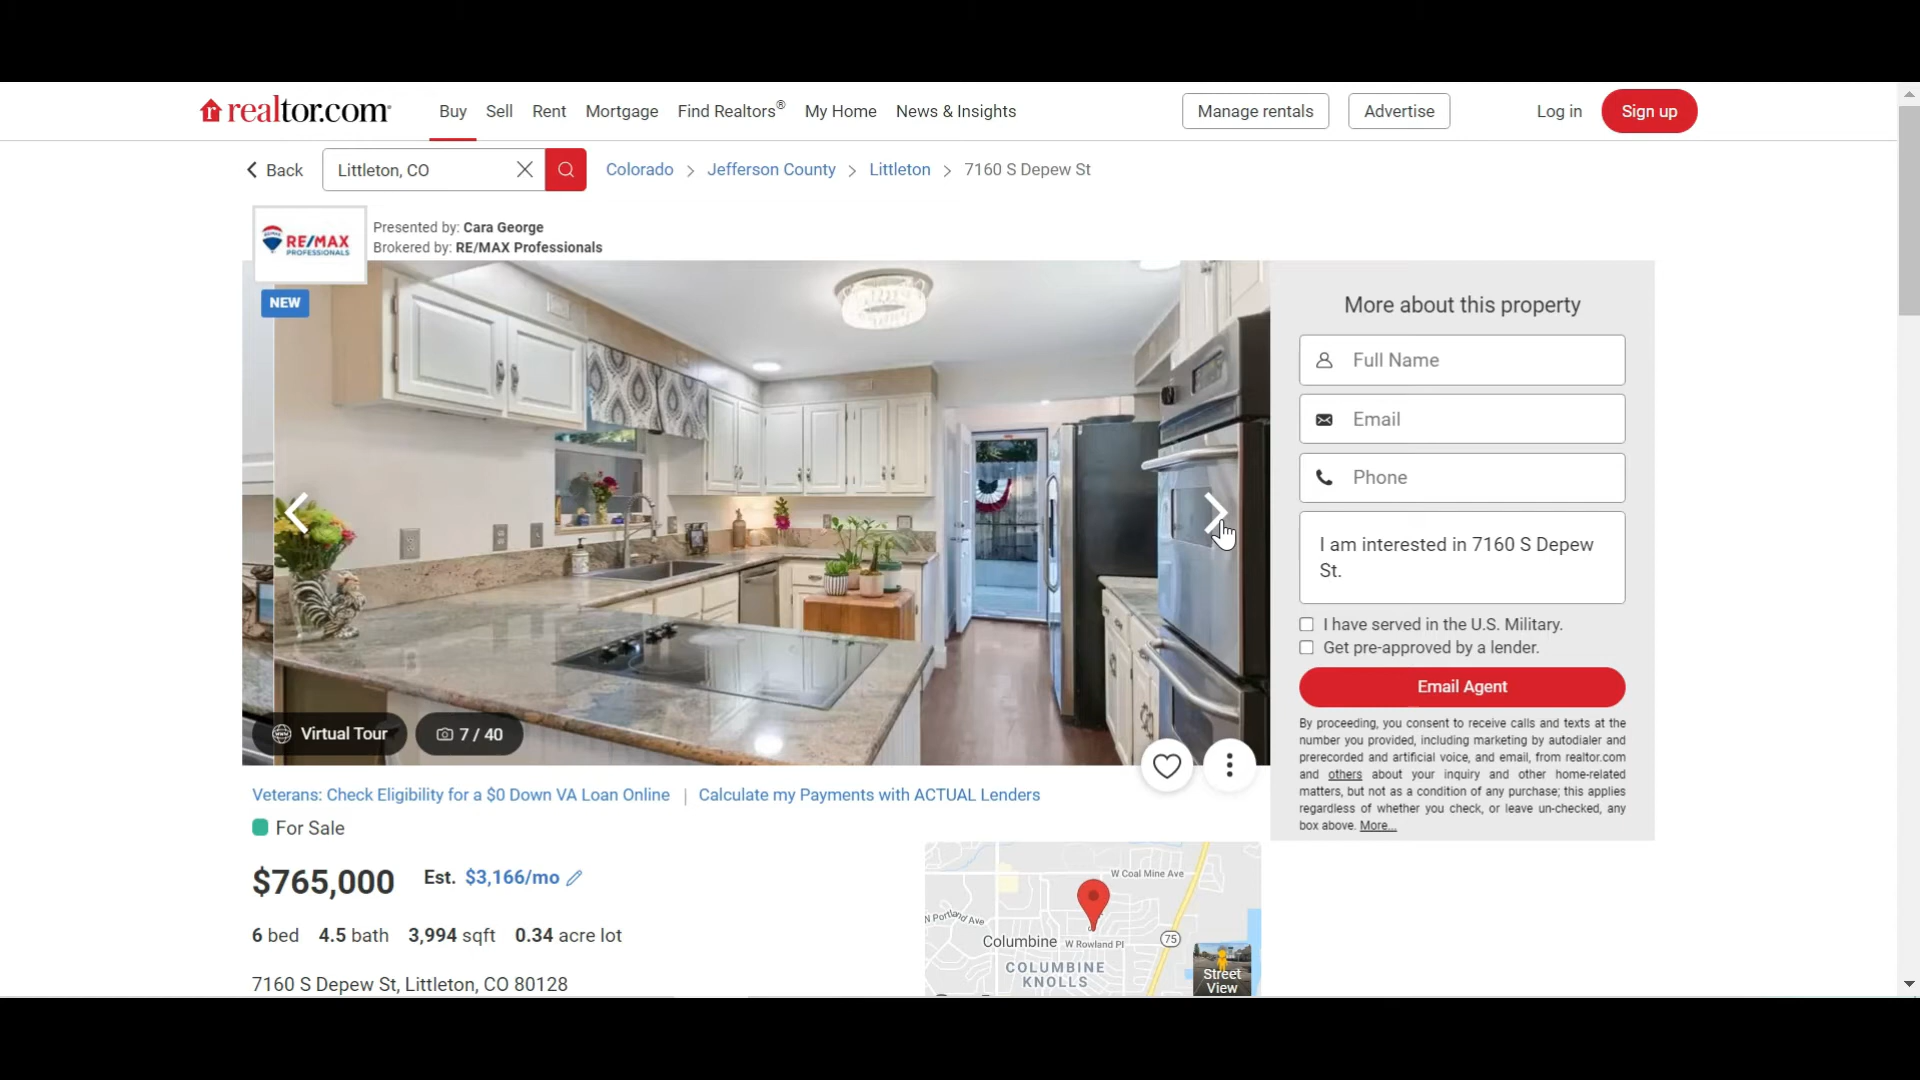 realtor.com
Buy Sell Rent Mortgage Find Realtors® My Home News & Insights Manage rentals Advertise Log in Sign up
Back Littleton, CO Colorado > Jefferson County > Littleton > 7160 S Depew St
RE/MAX
PROFESSIONALS
Presented by: Cara George
Brokered by: RE/MAX Professionals
NEW
Virtual Tour 7 / 40
More about this property
Full Name
Email
Phone
I am interested in 7160 S Depew
St.
I have served in the U.S. Military.
Get pre-approved by a lender.
Email Agent
By proceeding, you consent to receive calls and texts at the
number you provided, including marketing by autodialer and
prerecorded and artificial voice, and email, from realtor.com
and others about your inquiry and other home-related
matters, but not as a condition of any purchase; this applies
regardless of whether you check, or leave un-checked, any
box above. More...
Veterans: Check Eligibility for a $0 Down VA Loan Online | Calculate my Payments with ACTUAL Lenders
For Sale
$765,000 Est. $3,166/mo
6 bed 4.5 bath 3,994 sqft 0.34 acre lot
7160 S Depew St, Littleton, CO 80128
W Coal Mine Ave
N Portland Ave
Columbine W Rowland Pl 75
COLUMBINE
KNOLLS
Street
View